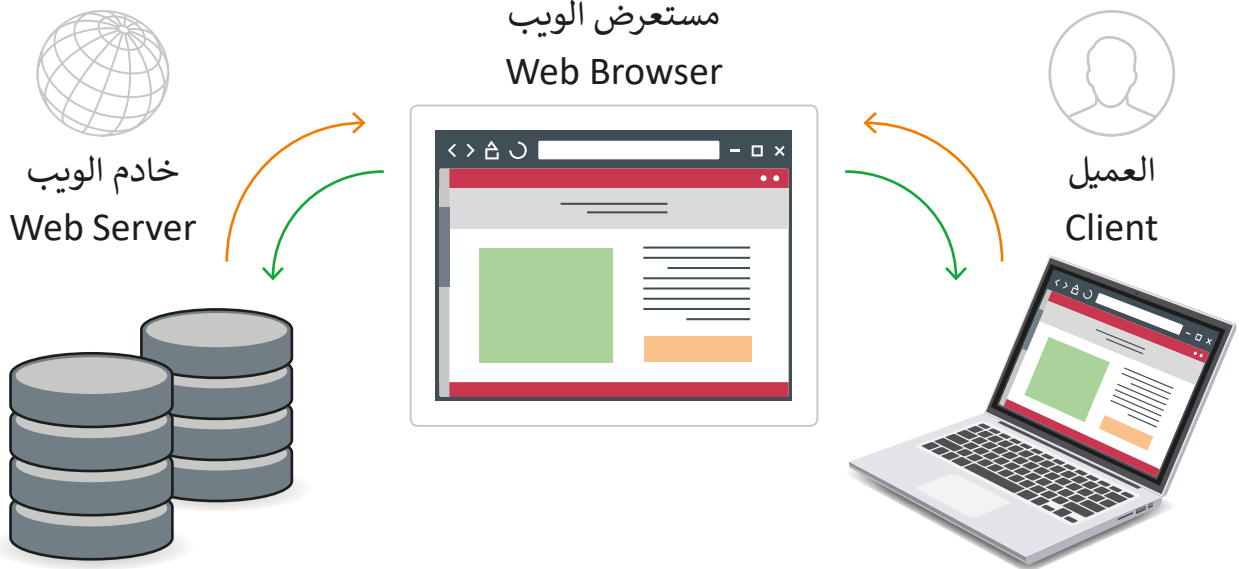 مستعرض الويب
Web Browser
خادم الويب
Web Server
العميل
Client